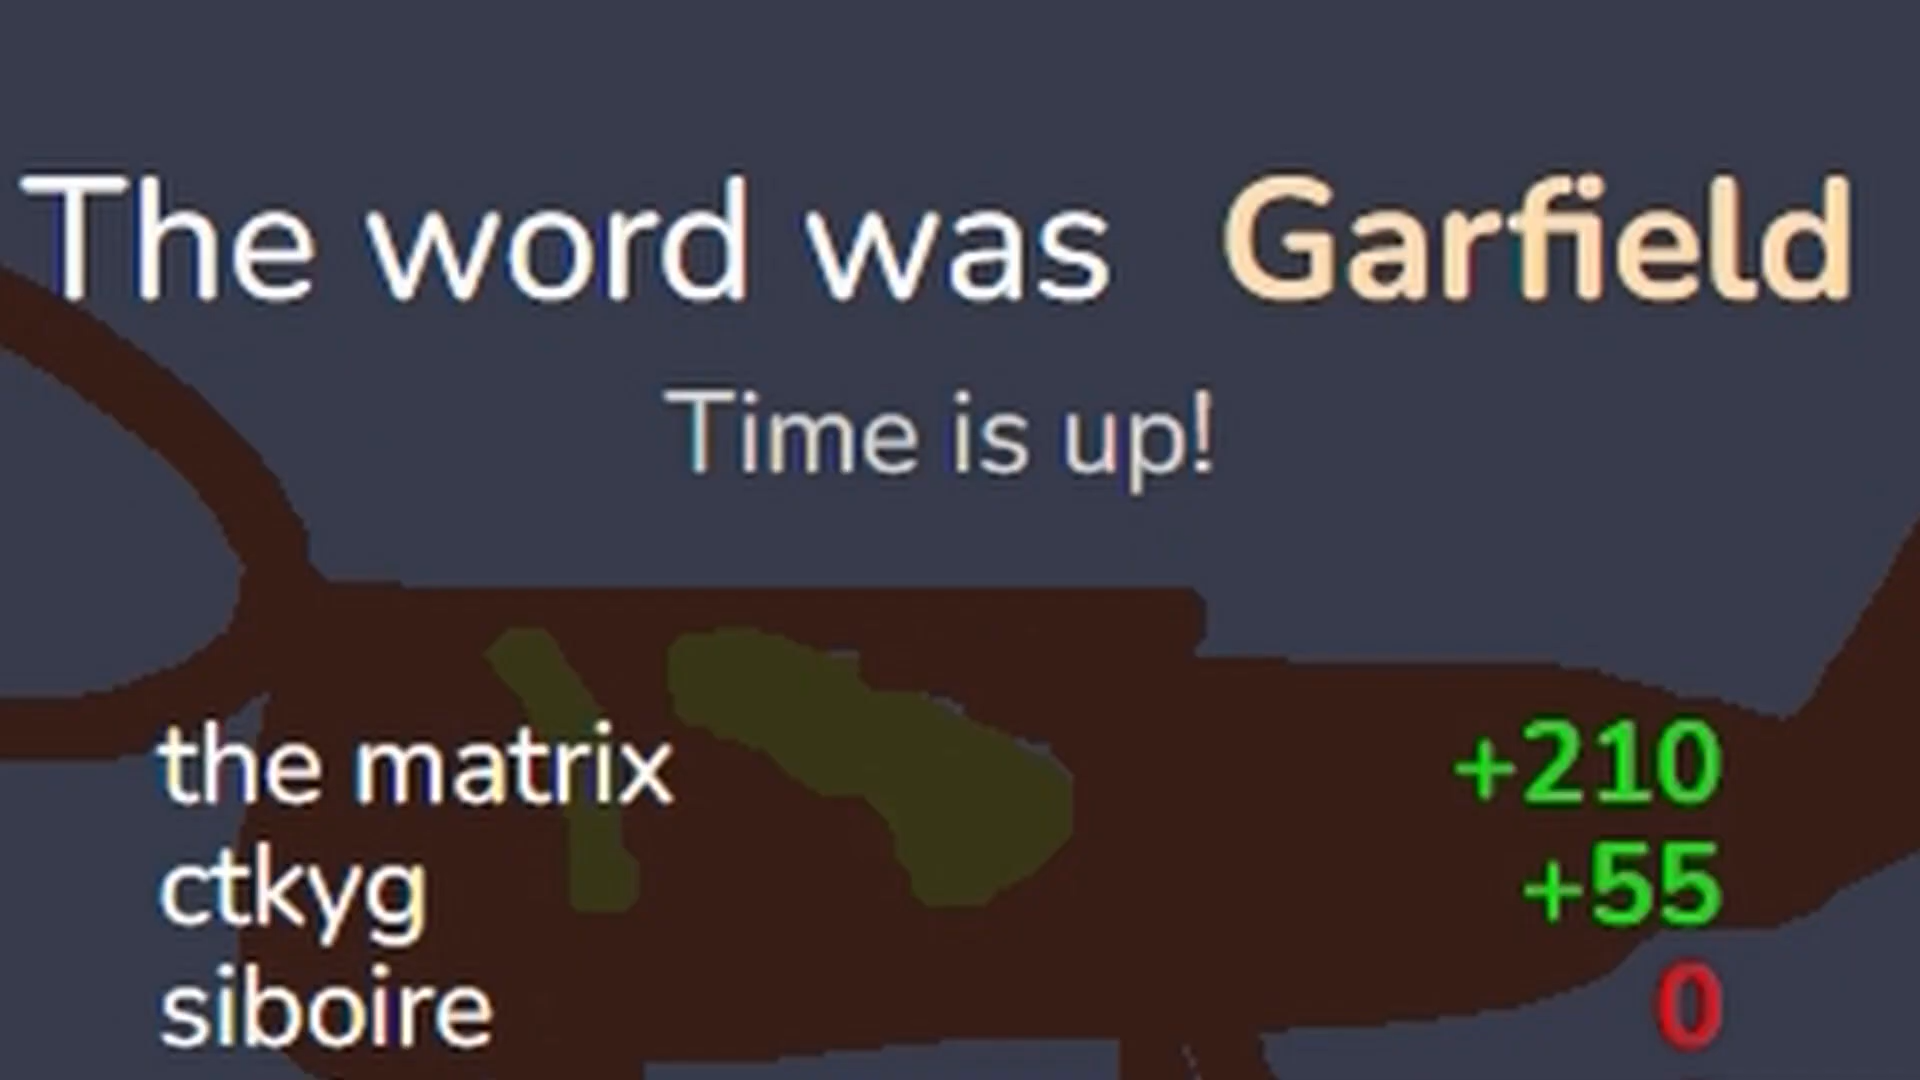 The word was Garfield
Time is up!
the matrix +210
ctkyg +55
siboire 0